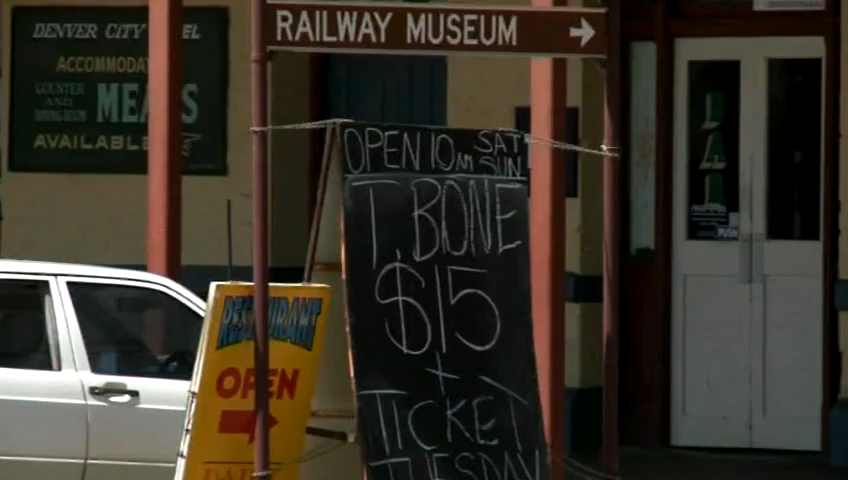 RAILWAY MUSEUM
DENVER CITY
ACCOMMODAT
COUNTER
AND
DINING ROOM
MEALS
AVAILABLE
OPEN 10AM SAT SUN
T.BONE
$15
+
TICKET
TUESDAY
RESTAURANT
OPEN
PUSH